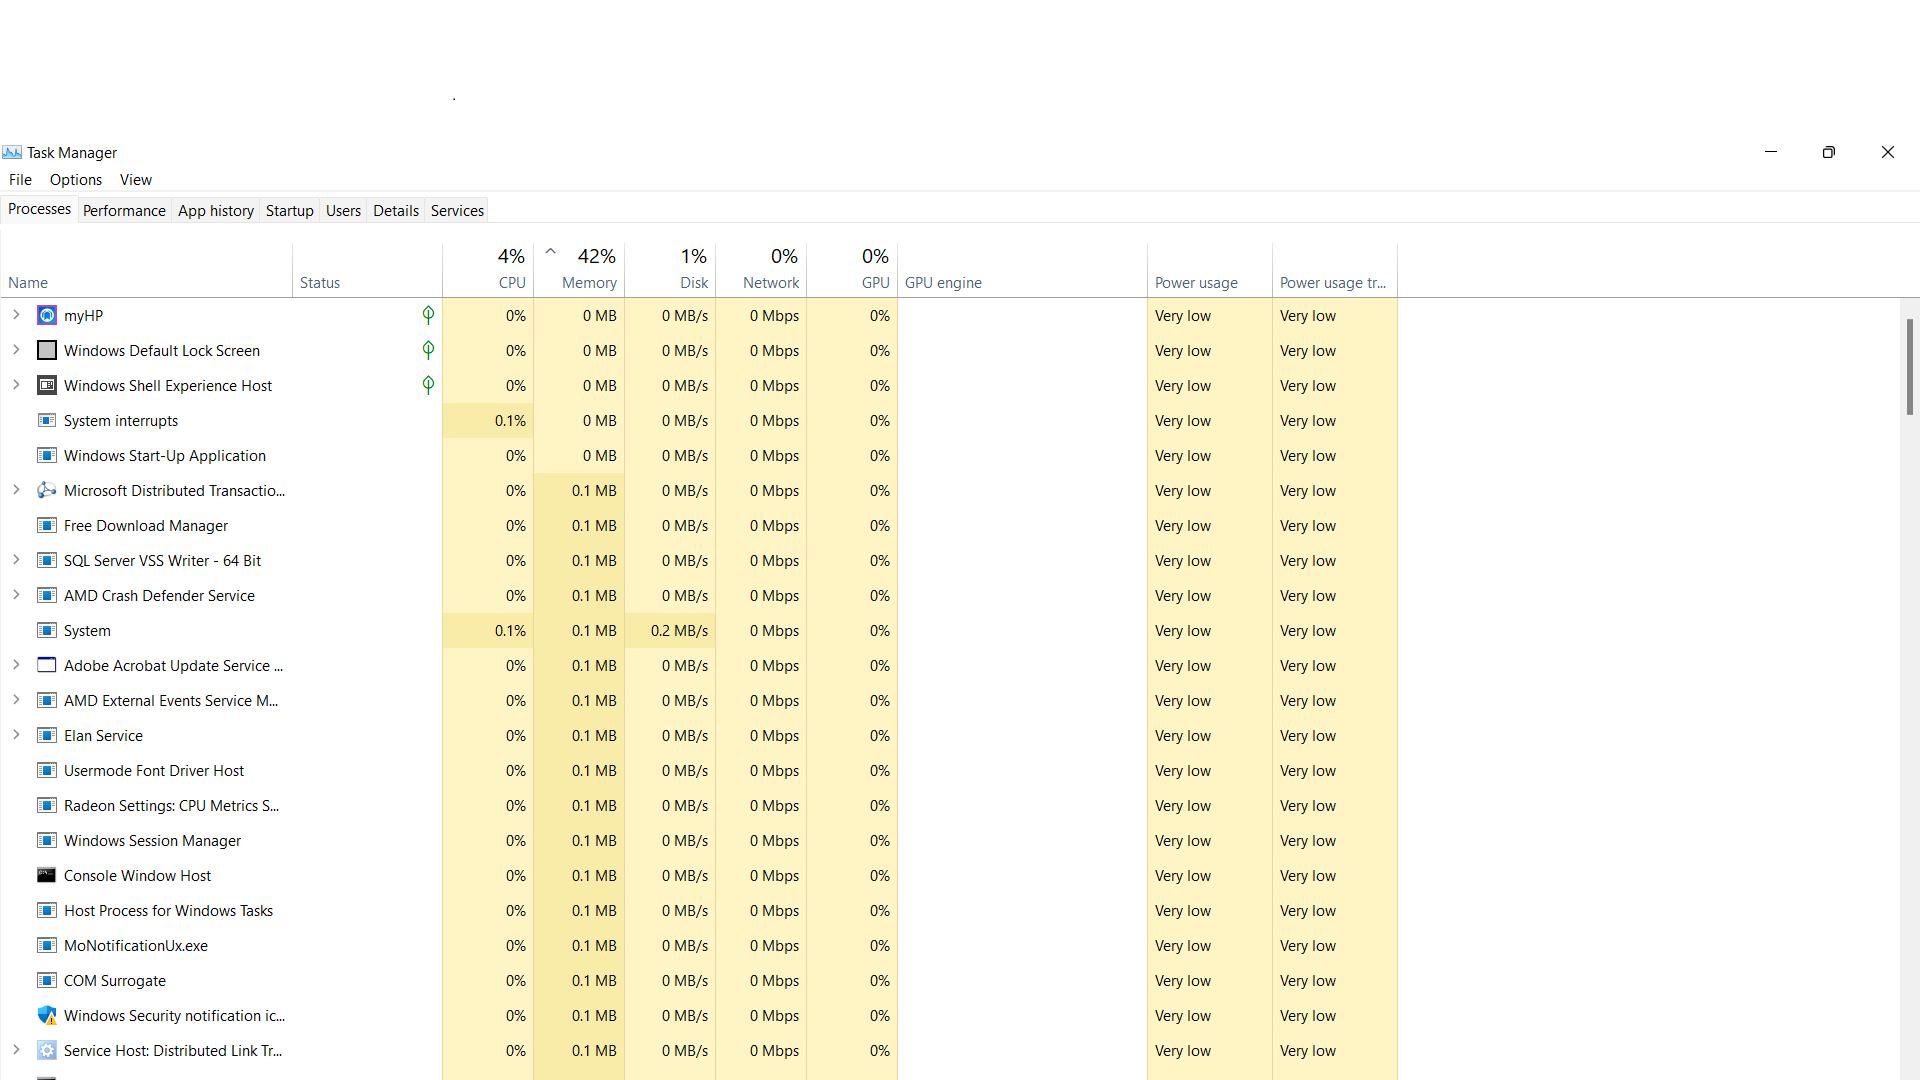 Task Manager
File Options View
Processes Performance App history Startup Users Details Services
4% 42% 1% 0% 0%
Name Status CPU Memory Disk Network GPU GPU engine Power usage Power usage tr...
myHP 0% 0 MB 0 MB/s 0 Mbps 0% Very low Very low
Windows Default Lock Screen 0% 0 MB 0 MB/s 0 Mbps 0% Very low Very low
Windows Shell Experience Host 0% 0 MB 0 MB/s 0 Mbps 0% Very low Very low
System interrupts 0.1% 0 MB 0 MB/s 0 Mbps 0% Very low Very low
Windows Start-Up Application 0% 0 MB 0 MB/s 0 Mbps 0% Very low Very low
Microsoft Distributed Transactio... 0% 0.1 MB 0 MB/s 0 Mbps 0% Very low Very low
Free Download Manager 0% 0.1 MB 0 MB/s 0 Mbps 0% Very low Very low
SQL Server VSS Writer - 64 Bit 0% 0.1 MB 0 MB/s 0 Mbps 0% Very low Very low
AMD Crash Defender Service 0% 0.1 MB 0 MB/s 0 Mbps 0% Very low Very low
System 0.1% 0.1 MB 0.2 MB/s 0 Mbps 0% Very low Very low
Adobe Acrobat Update Service ... 0% 0.1 MB 0 MB/s 0 Mbps 0% Very low Very low
AMD External Events Service M... 0% 0.1 MB 0 MB/s 0 Mbps 0% Very low Very low
Elan Service 0% 0.1 MB 0 MB/s 0 Mbps 0% Very low Very low
Usermode Font Driver Host 0% 0.1 MB 0 MB/s 0 Mbps 0% Very low Very low
Radeon Settings: CPU Metrics S... 0% 0.1 MB 0 MB/s 0 Mbps 0% Very low Very low
Windows Session Manager 0% 0.1 MB 0 MB/s 0 Mbps 0% Very low Very low
Console Window Host 0% 0.1 MB 0 MB/s 0 Mbps 0% Very low Very low
Host Process for Windows Tasks 0% 0.1 MB 0 MB/s 0 Mbps 0% Very low Very low
MoNotificationUx.exe 0% 0.1 MB 0 MB/s 0 Mbps 0% Very low Very low
COM Surrogate 0% 0.1 MB 0 MB/s 0 Mbps 0% Very low Very low
Windows Security notification ic... 0% 0.1 MB 0 MB/s 0 Mbps 0% Very low Very low
Service Host: Distributed Link Tr... 0% 0.1 MB 0 MB/s 0 Mbps 0% Very low Very low